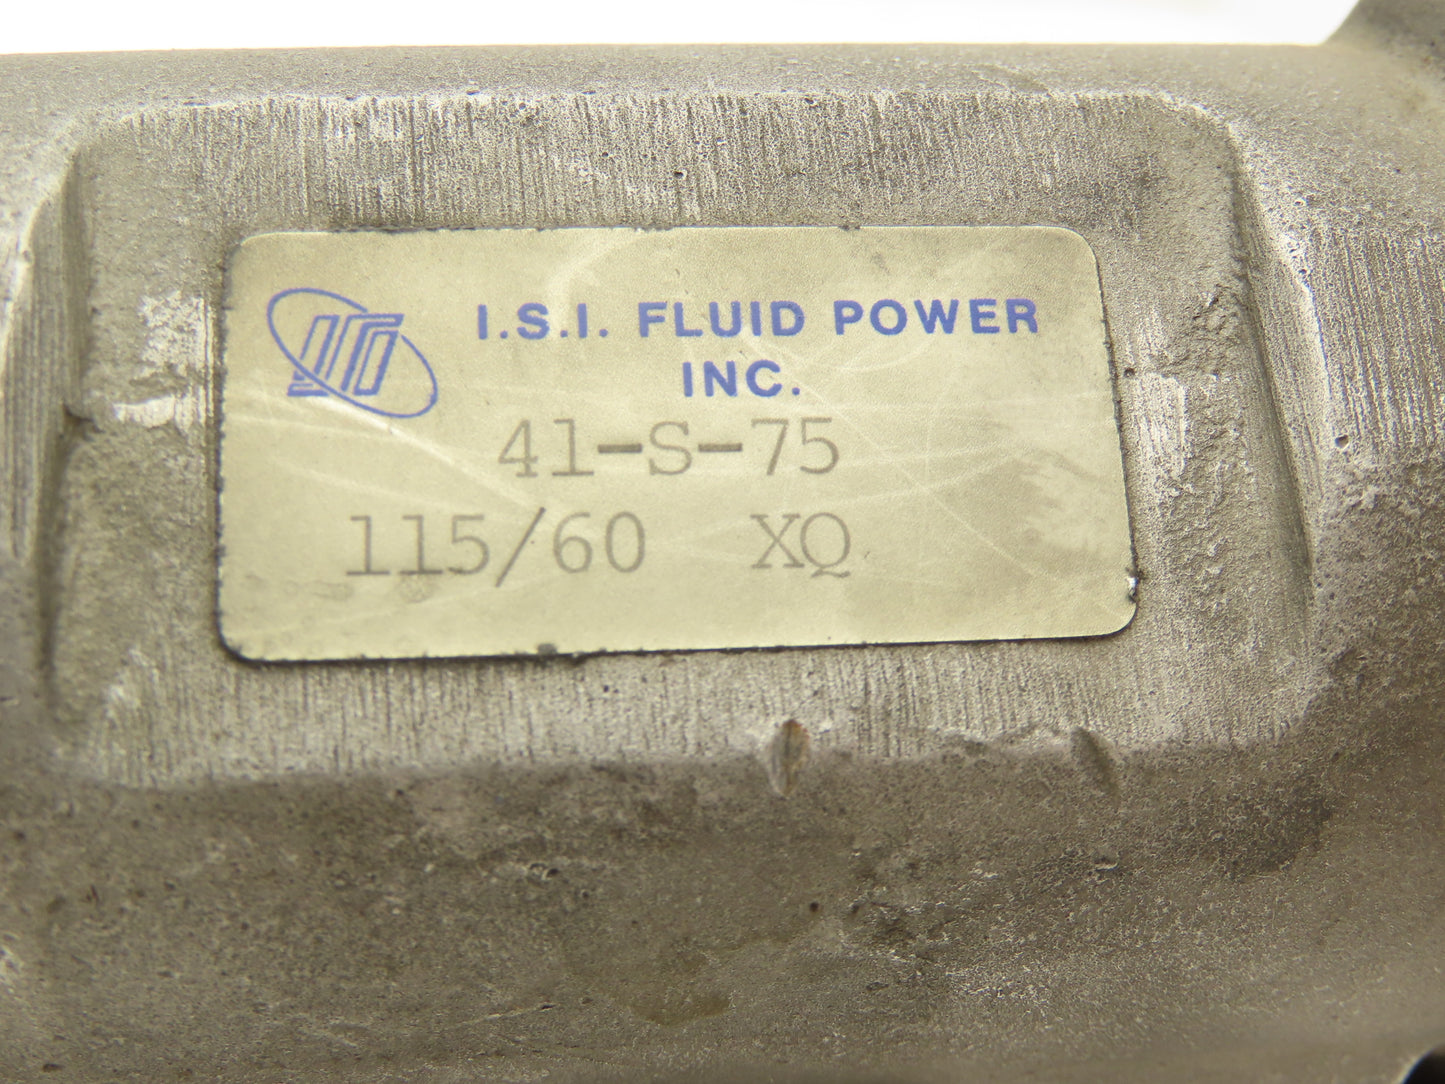 I.S.I. FLUID POWER
INC.
41-S-75
115/60 XQ